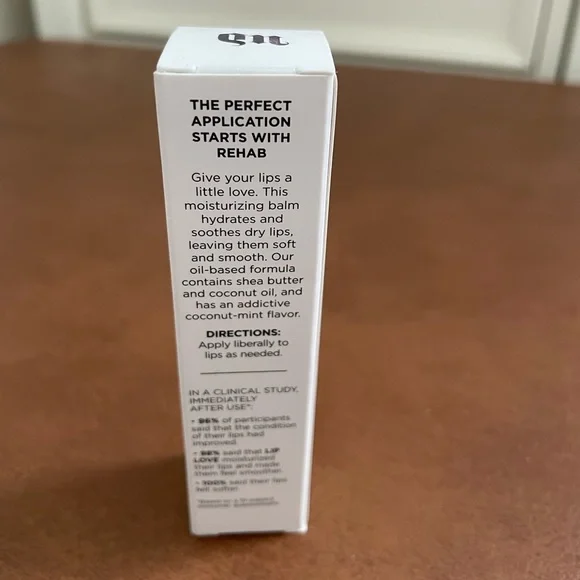 THE PERFECT
APPLICATION
STARTS WITH
REHAB
Give your lips a
little love. This
moisturizing balm
hydrates and
soothes dry lips,
leaving them soft
and smooth. Our
oil-based formula
contains shea butter
and coconut oil, and
has an addictive
coconut-mint flavor.
DIRECTIONS:
Apply liberally to
lips as needed.
IN A CLINICAL STUDY,
IMMEDIATELY
AFTER USE*:
of participants
said that the condition
of their lips had
improved.
said that LIP
LOVE moisturized
their lips and made
them feel smoother.
• 100% said their lips
felt softer.